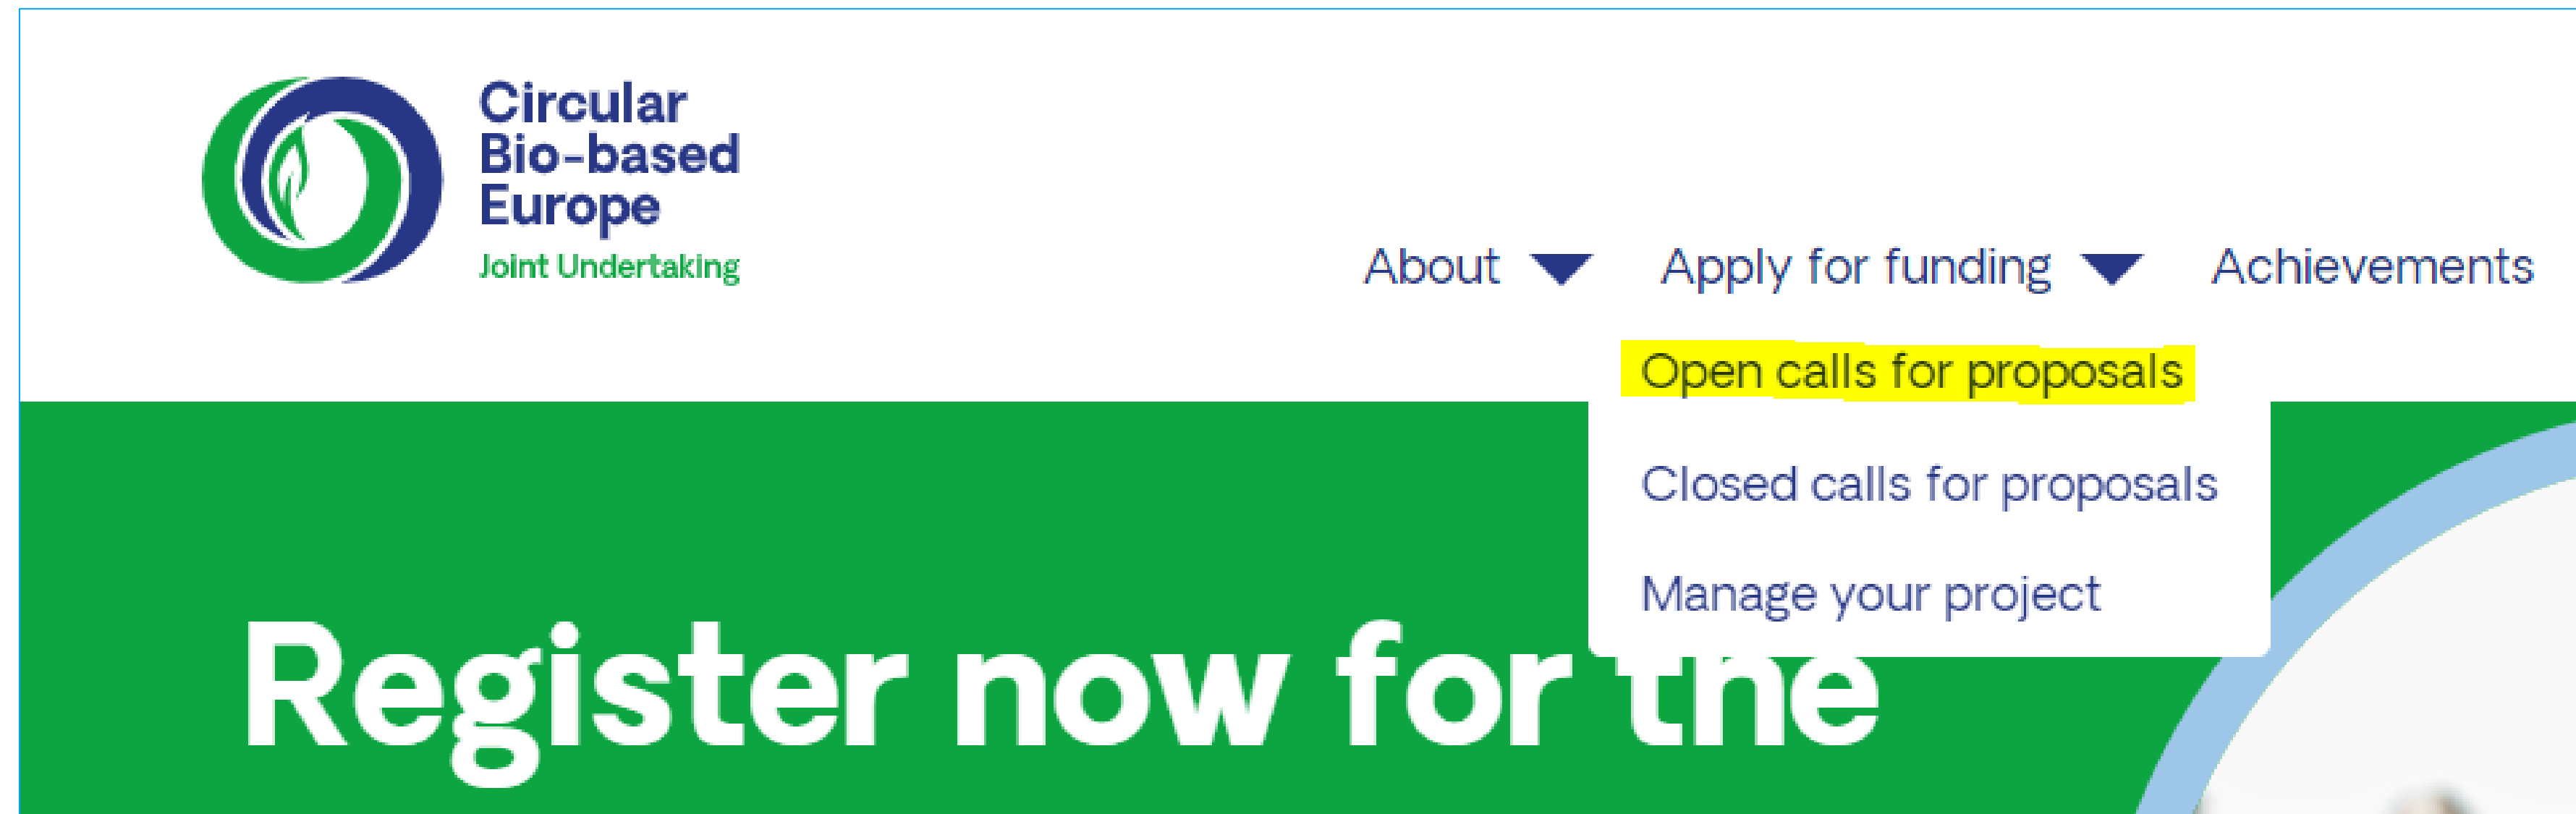 Circular
Bio-based
Europe
Joint Undertaking
About Apply for funding Achievements
Open calls for proposals
Closed calls for proposals
Manage your project
Register now for the